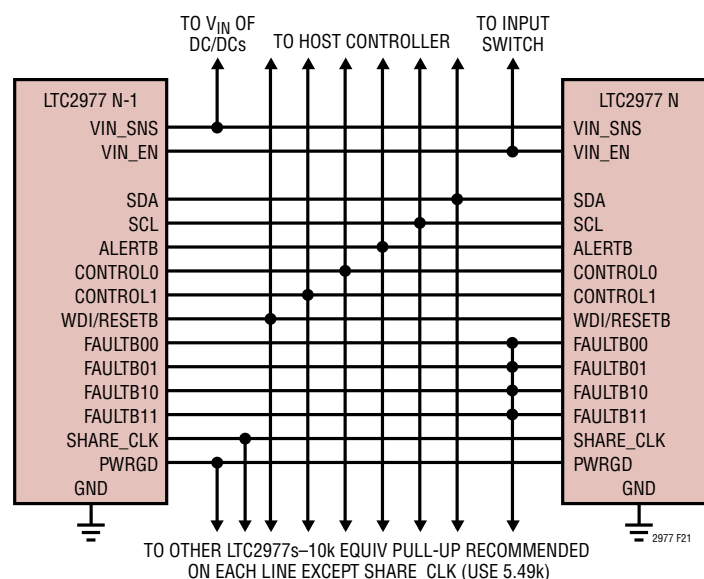 TO VIN OF
DC/DCs
TO HOST CONTROLLER
TO INPUT
SWITCH
LTC2977 N-1
VIN_SNS
VIN_EN
SDA
SCL
ALERTB
CONTROL0
CONTROL1
WDI/RESETB
FAULTB00
FAULTB01
FAULTB10
FAULTB11
SHARE_CLK
PWRGD
GND
LTC2977 N
VIN_SNS
VIN_EN
SDA
SCL
ALERTB
CONTROL0
CONTROL1
WDI/RESETB
FAULTB00
FAULTB01
FAULTB10
FAULTB11
SHARE_CLK
PWRGD
GND
2977 F21
TO OTHER LTC2977s–10k EQUIV PULL-UP RECOMMENDED
ON EACH LINE EXCEPT SHARE_CLK (USE 5.49k)